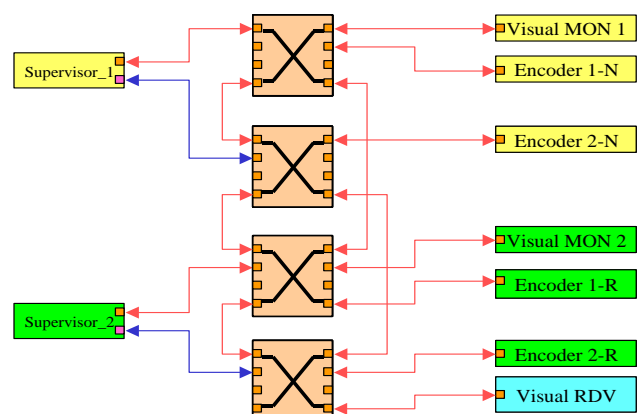 Visual MON 1
Supervisor_1
Encoder 1-N
Encoder 2-N
Visual MON 2
Encoder 1-R
Supervisor_2
Encoder 2-R
Visual RDV